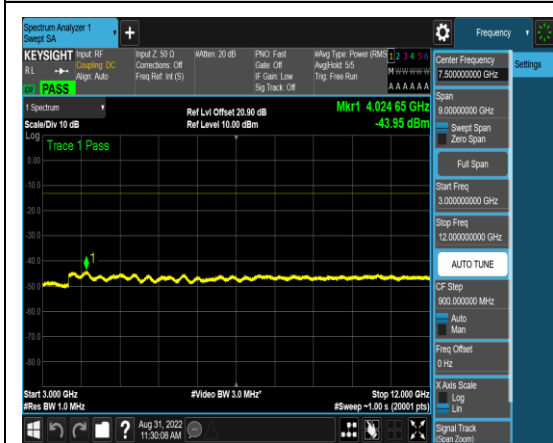 Spectrum Analyzer 1
Swept SA
Frequency
KEYSIGHT
Input: RF
Input Z: 50 Ω
#Atten: 20 dB
PNO: Fast
#Avg Type: Power (RMS
1 2 3 4 5 6
RL
Coupling: DC
Corrections: Off
Gate: Off
Avg|Hold: 5/5
M W W W W W
Align: Auto
Freq Ref: Int (S)
IF Gain: Low
Trig: Free Run
Sig Track: Off
A A A A A A
PASS
1 Spectrum
Ref Lvl Offset 20.90 dB
Mkr1 4.024 65 GHz
Scale/Div 10 dB
Ref Level 10.00 dBm
-43.95 dBm
Log
Trace 1 Pass
0.00
-10.0
-20.0
-30.0
-40.0
-50.0
-60.0
-70.0
-80.0
1
Start 3.000 GHz
#Video BW 3.0 MHz*
Stop 12.000 GHz
#Res BW 1.0 MHz
#Sweep ~1.00 s (20001 pts)
Aug 31, 2022
11:30:08 AM
?
Center Frequency
7.500000000 GHz
Settings
Span
9.00000000 GHz
Swept Span
Zero Span
Full Span
Start Freq
3.000000000 GHz
Stop Freq
12.000000000 GHz
AUTO TUNE
CF Step
900.000000 MHz
Auto
Man
Freq Offset
0 Hz
X Axis Scale
Log
Lin
Signal Track
(Span Zoom)